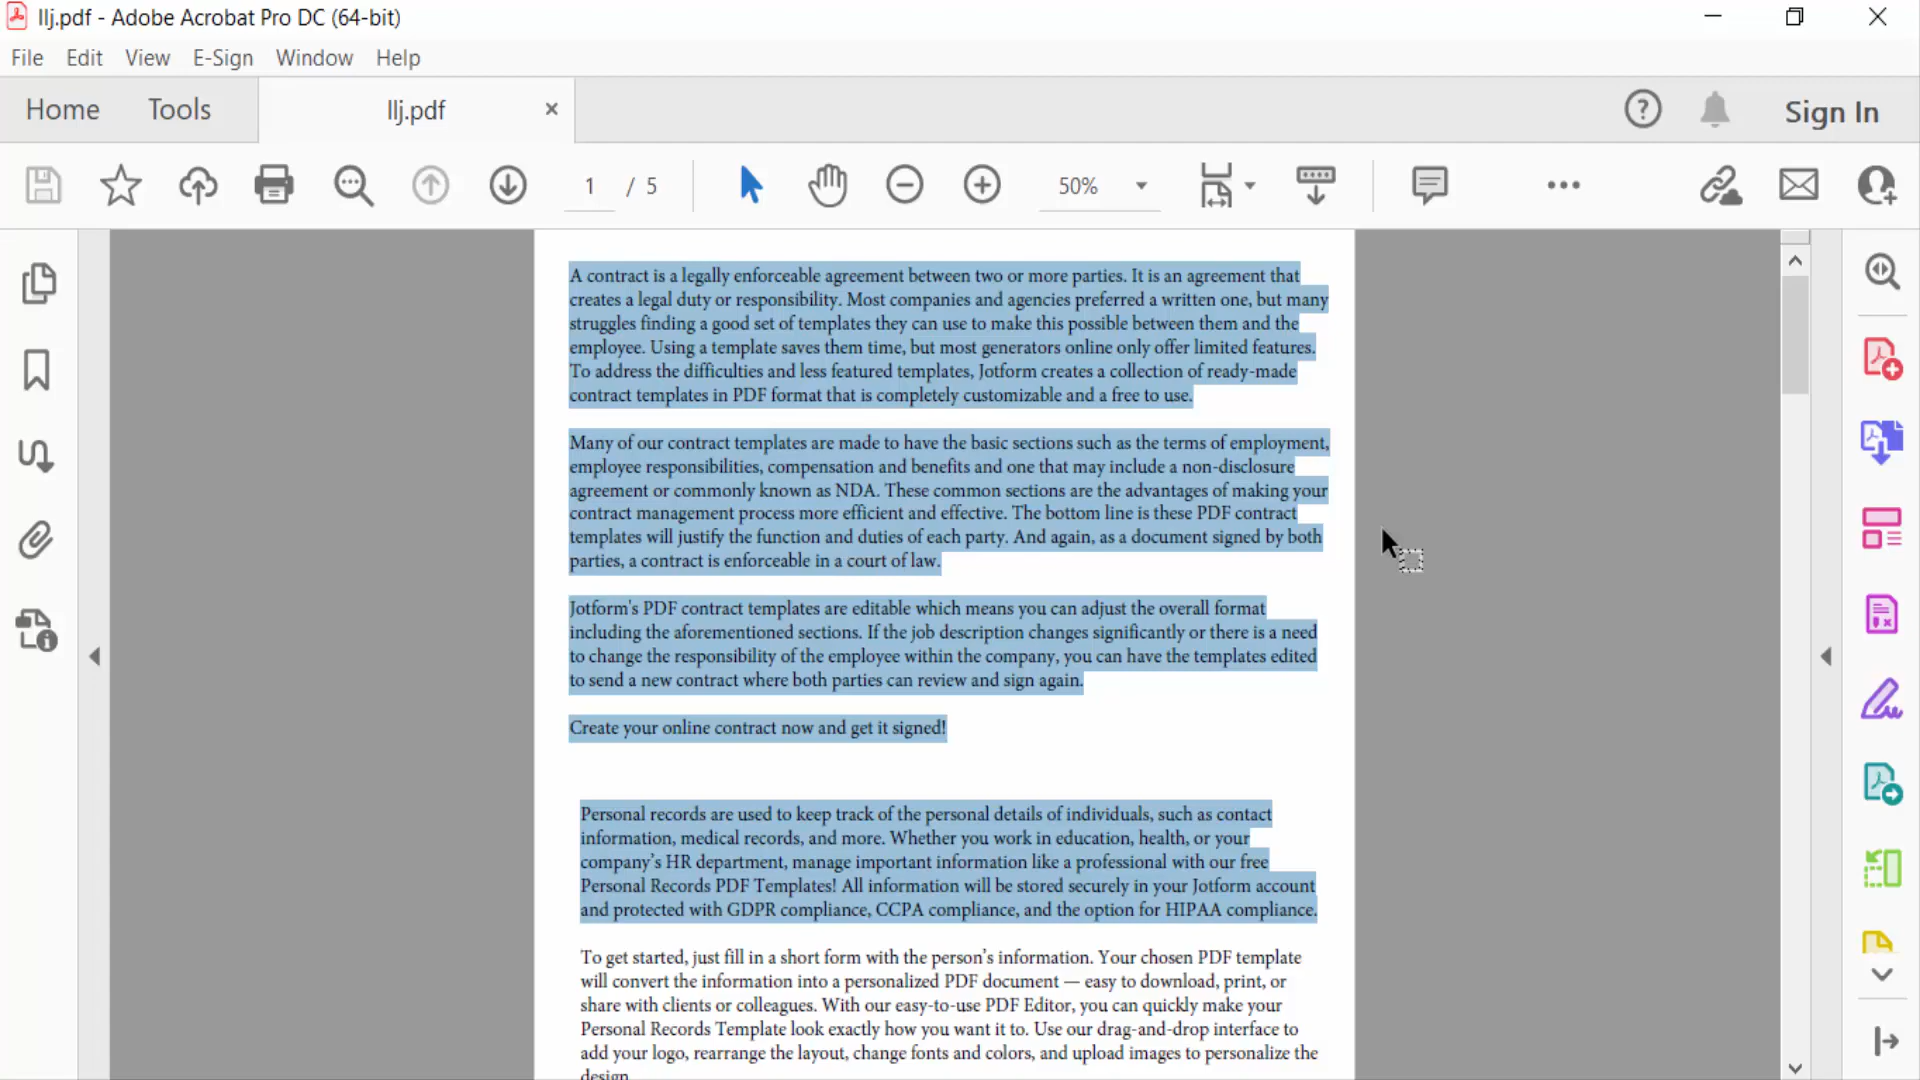 llj.pdf - Adobe Acrobat Pro DC (64-bit)
File Edit View E-Sign Window Help
Home Tools llj.pdf Sign In
1 / 5 50%
A contract is a legally enforceable agreement between two or more parties. It is an agreement that
creates a legal duty or responsibility. Most companies and agencies preferred a written one, but many
struggles finding a good set of templates they can use to make this possible between them and the
employee. Using a template saves them time, but most generators online only offer limited features.
To address the difficulties and less featured templates, Jotform creates a collection of ready-made
contract templates in PDF format that is completely customizable and a free to use.
Many of our contract templates are made to have the basic sections such as the terms of employment,
employee responsibilities, compensation and benefits and one that may include a non-disclosure
agreement or commonly known as NDA. These common sections are the advantages of making your
contract management process more efficient and effective. The bottom line is these PDF contract
templates will justify the function and duties of each party. And again, as a document signed by both
parties, a contract is enforceable in a court of law.
Jotform's PDF contract templates are editable which means you can adjust the overall format
including the aforementioned sections. If the job description changes significantly or there is a need
to change the responsibility of the employee within the company, you can have the templates edited
to send a new contract where both parties can review and sign again.
Create your online contract now and get it signed!
Personal records are used to keep track of the personal details of individuals, such as contact
information, medical records, and more. Whether you work in education, health, or your
company’s HR department, manage important information like a professional with our free
Personal Records PDF Templates! All information will be stored securely in your Jotform account
and protected with GDPR compliance, CCPA compliance, and the option for HIPAA compliance.
To get started, just fill in a short form with the person’s information. Your chosen PDF template
will convert the information into a personalized PDF document — easy to download, print, or
share with clients or colleagues. With our easy-to-use PDF Editor, you can quickly make your
Personal Records Template look exactly how you want it to. Use our drag-and-drop interface to
add your logo, rearrange the layout, change fonts and colors, and upload images to personalize the
design.